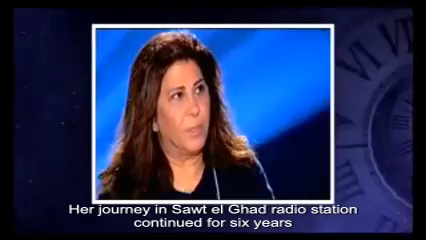 Her journey in Sawt el Ghad radio station
continued for six years